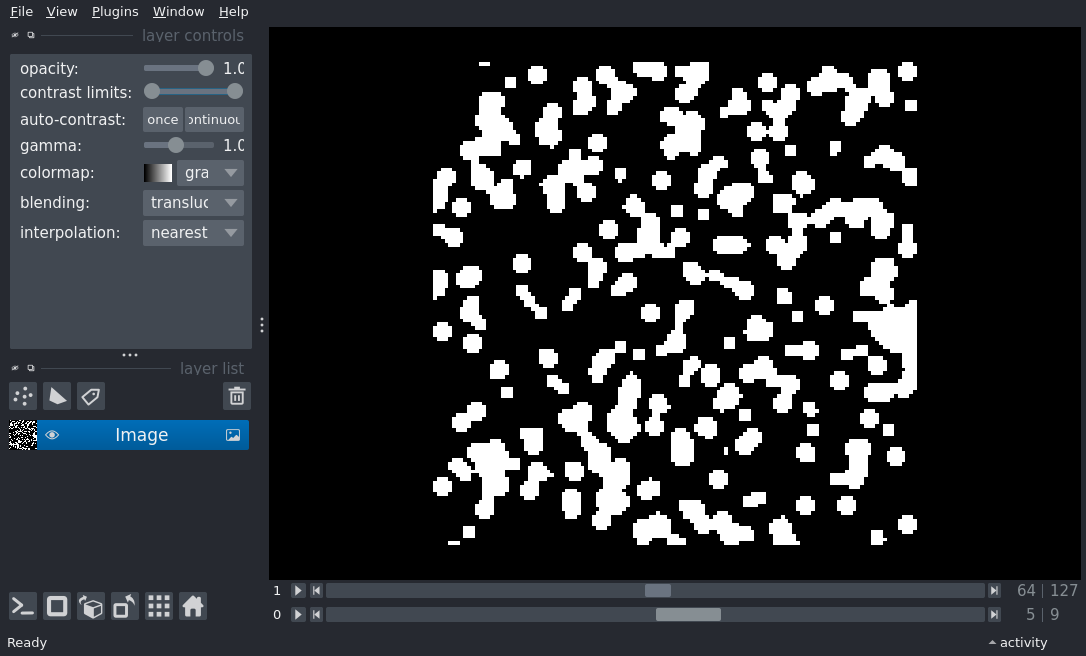 File View Plugins Window Help
layer controls
opacity: 1.0
contrast limits:
auto-contrast: once ontinuou
gamma: 1.0
colormap: gra
blending: transluc
interpolation: nearest
layer list
Image
1 64 | 127
0 5 | 9
Ready activity